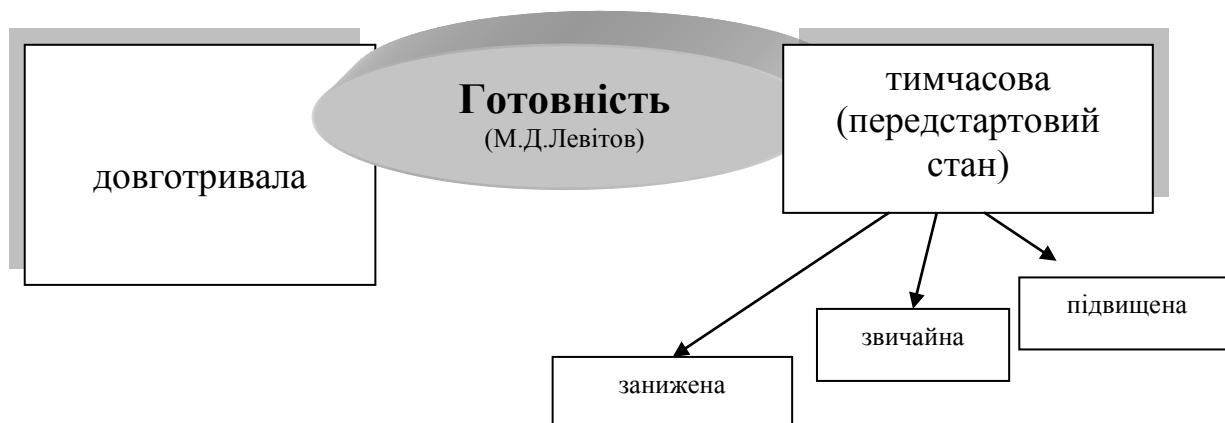 Готовність
(М.Д.Левітов)
довготривала
тимчасова
(передстартовий
стан)
занижена
звичайна
підвищена